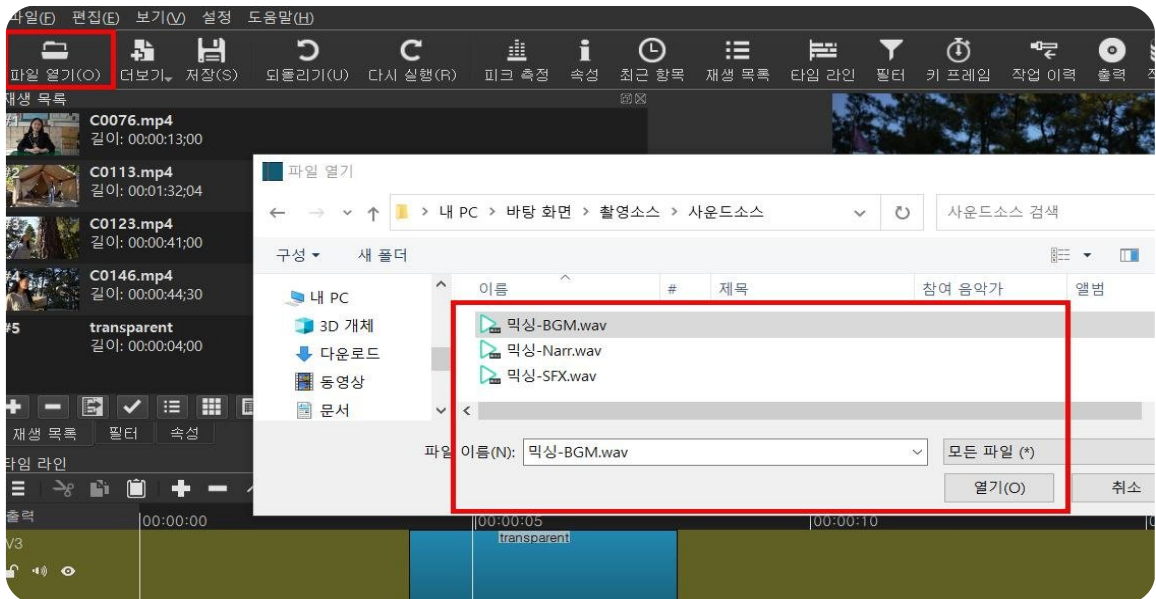 파일(F) 편집(E) 보기(V) 설정 도움말(H)
파일 열기(O) 더보기 저장(S) 되돌리기(U) 다시 실행(R) 피크 측정 속성 최근 항목 재생 목록 타임 라인 필터 키 프레임 작업 이력 출력
재생 목록
#1 C0076.mp4
길이: 00:00:13;00
#2 C0113.mp4
길이: 00:01:32;04
C0123.mp4
길이: 00:00:41;00
C0146.mp4
길이: 00:00:44;30
#5 transparent
길이: 00:00:04;00
재생 목록 필터 속성
타임 라인
출력
00:00:00 00:00:05 00:00:10
V3
transparent
파일 열기
내 PC > 바탕 화면 > 촬영소스 > 사운드소스
사운드소스 검색
구성 새 폴더
내 PC
3D 개체
다운로드
동영상
문서
이름 # 제목 참여 음악가 앨범
믹싱-BGM.wav
믹싱-Narr.wav
믹싱-SFX.wav
파일 이름(N): 믹싱-BGM.wav 모든 파일 (*)
열기(O) 취소